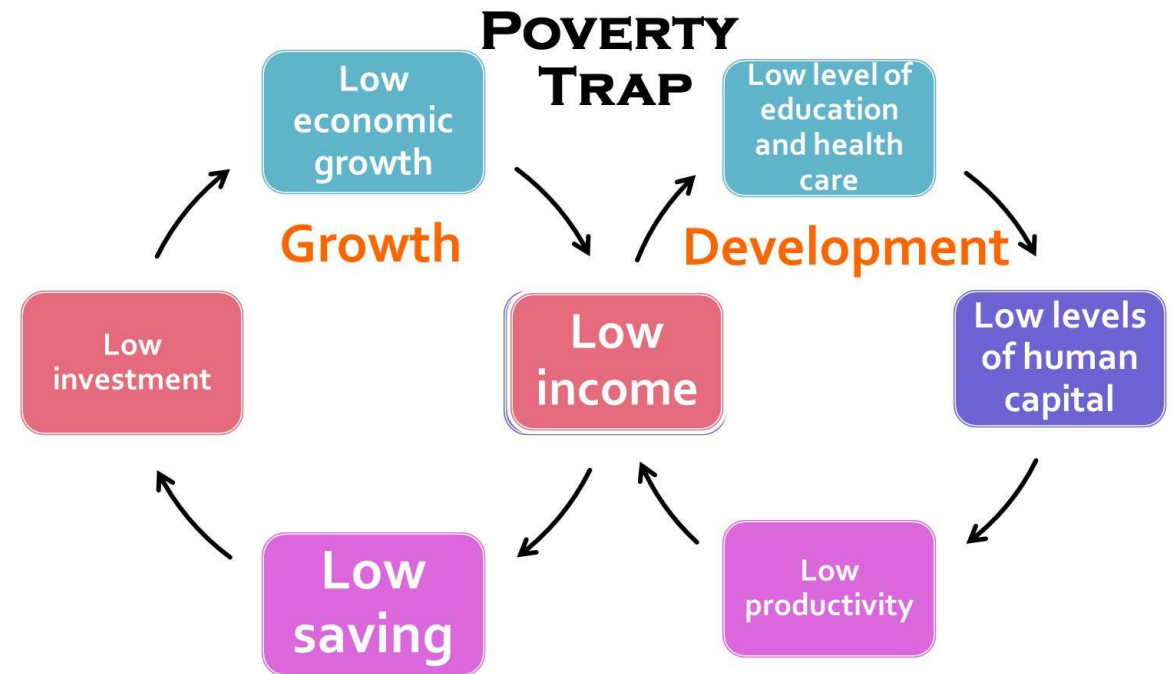 POVERTY
TRAP
Low
economic
growth
Low level of
education
and health
care
Growth
Development
Low
investment
Low
income
Low levels
of human
capital
Low
saving
Low
productivity